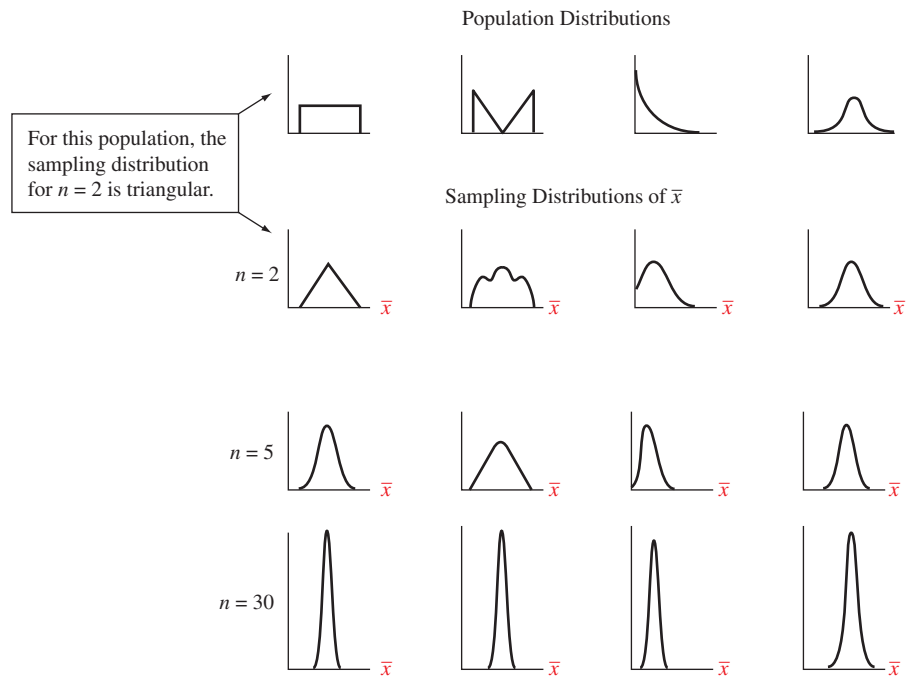 Population Distributions
For this population, the
sampling distribution
for n = 2 is triangular.
Sampling Distributions of x̅
n = 2
x̅ x̅ x̅ x̅
n = 5
x̅ x̅ x̅ x̅
n = 30
x̅ x̅ x̅ x̅